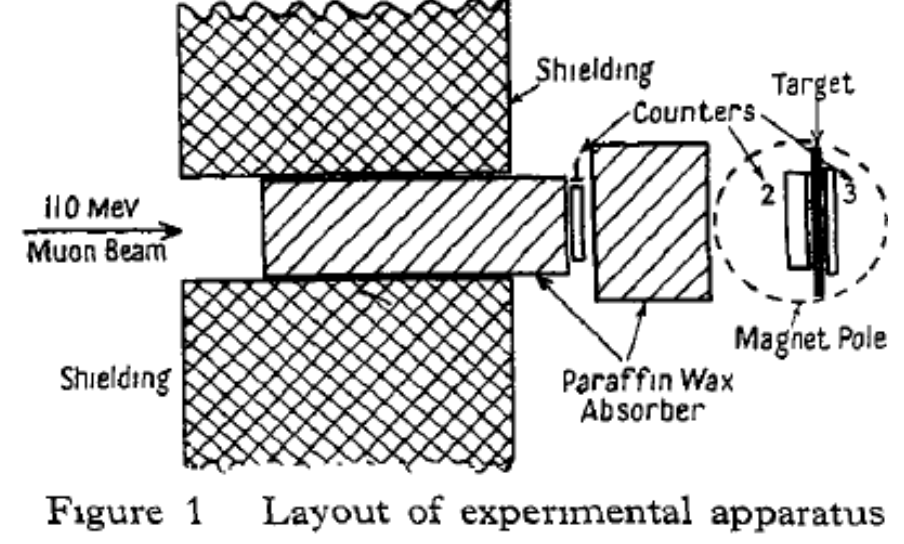 Shielding
Target
Counters
110 MeV
Muon Beam
2
3
Magnet Pole
Shielding
Paraffin Wax
Absorber
Figure 1 Layout of experimental apparatus